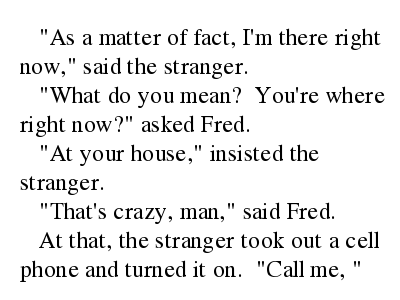 "As a matter of fact, I'm there right
now," said the stranger.
"What do you mean?  You're where
right now?" asked Fred.
"At your house," insisted the
stranger.
"That's crazy, man," said Fred.
At that, the stranger took out a cell
phone and turned it on.  "Call me, "